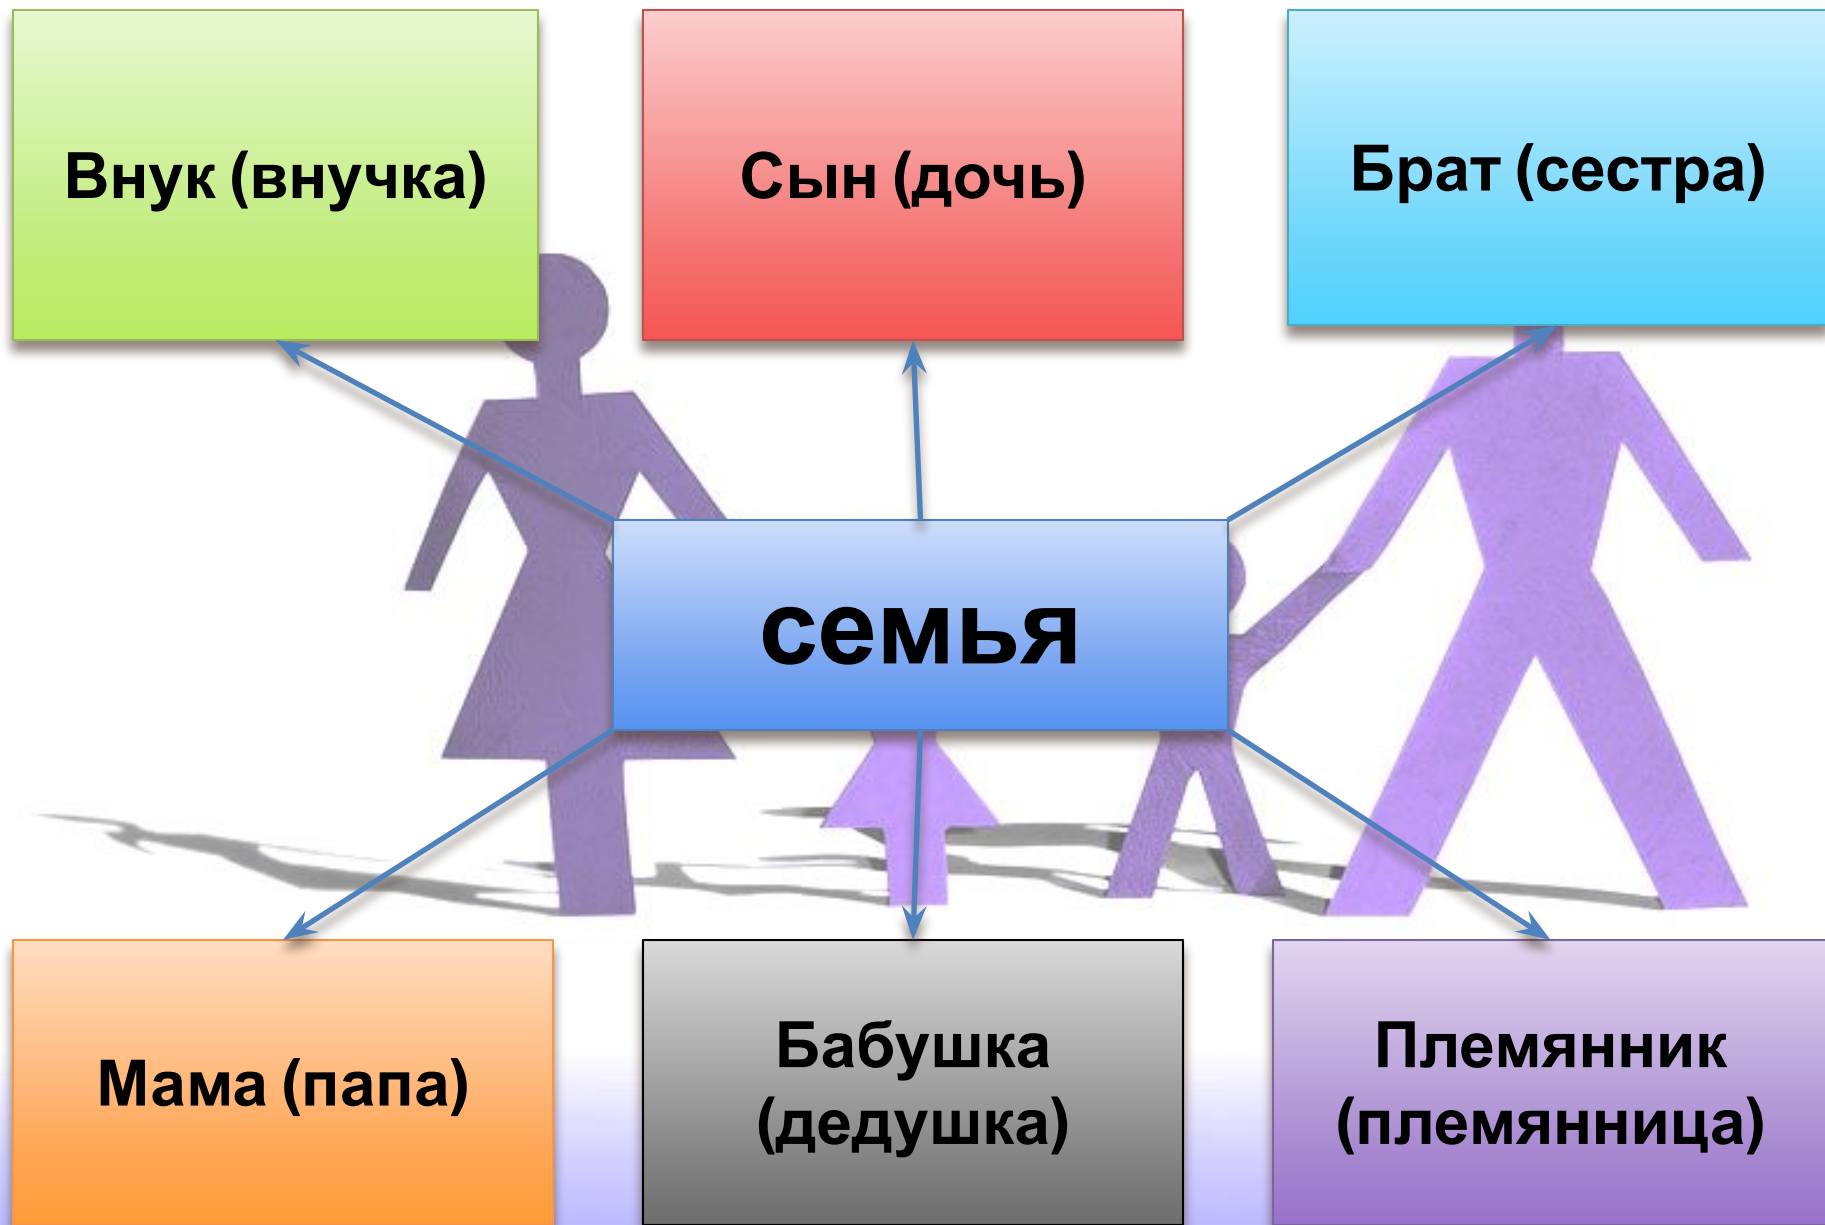 Внук (внучка)
Сын (дочь)
Брат (сестра)
семья
Мама (папа)
Бабушка
(дедушка)
Племянник
(племянница)